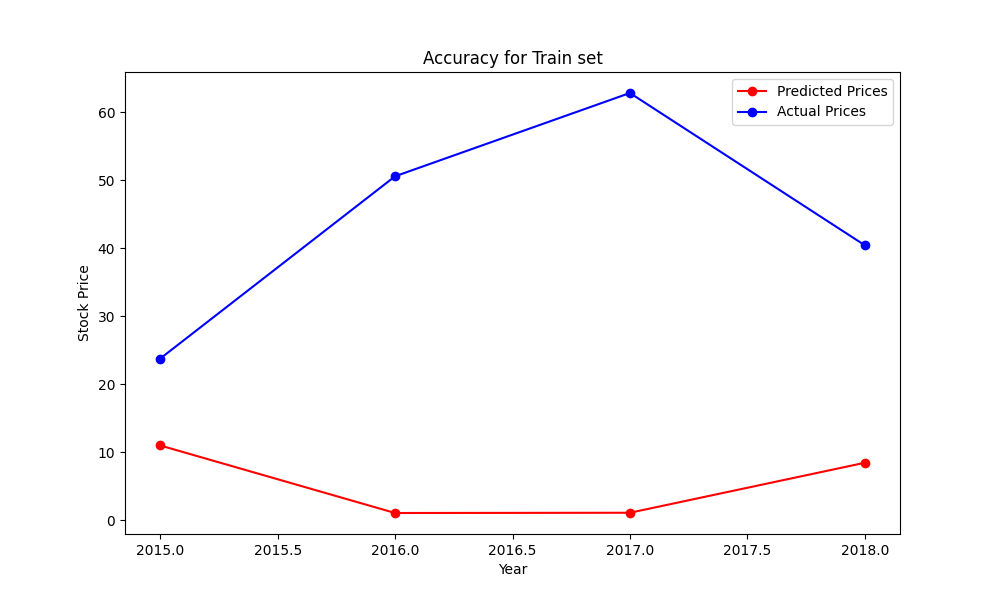 Accuracy for Train set
Predicted Prices
Actual Prices
60
50
40
30
20
10
0
Stock Price
2015.0 2015.5 2016.0 2016.5 2017.0 2017.5 2018.0
Year